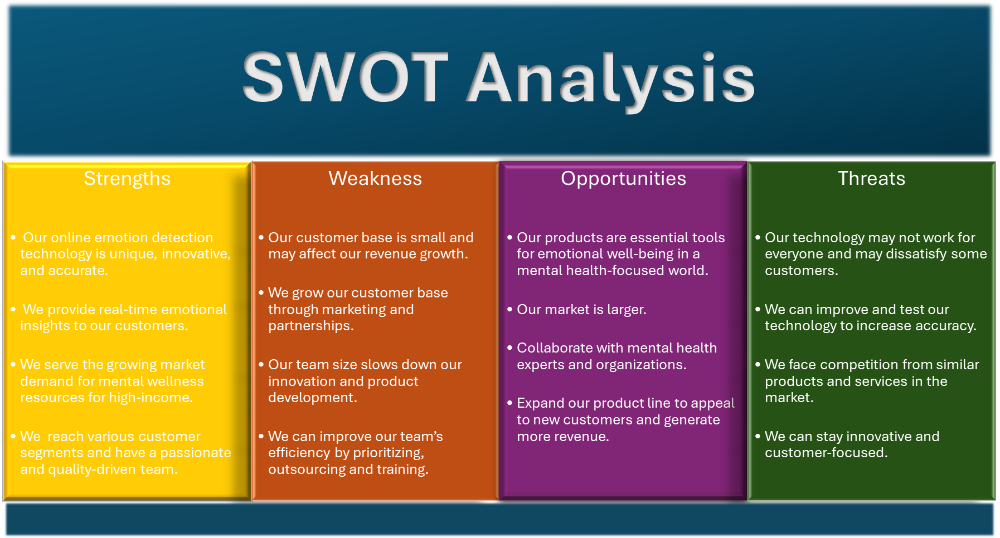 SWOT Analysis
Strengths
• Our online emotion detection
technology is unique, innovative,
and accurate.
• We provide real-time emotional
insights to our customers.
• We serve the growing market
demand for mental wellness
resources for high-income.
• We  reach various customer
segments and have a passionate
and quality-driven team.
Weakness
• Our customer base is small and
may affect our revenue growth.
• We grow our customer base
through marketing and
partnerships.
• Our team size slows down our
innovation and product
development.
• We can improve our team’s
efficiency by prioritizing,
outsourcing and training.
Opportunities
• Our products are essential tools
for emotional well-being in a
mental health-focused world.
• Our market is larger.
• Collaborate with mental health
experts and organizations.
• Expand our product line to appeal
to new customers and generate
more revenue.
Threats
• Our technology may not work for
everyone and may dissatisfy some
customers.
• We can improve and test our
technology to increase accuracy.
• We face competition from similar
products and services in the
market.
• We can stay innovative and
customer-focused.